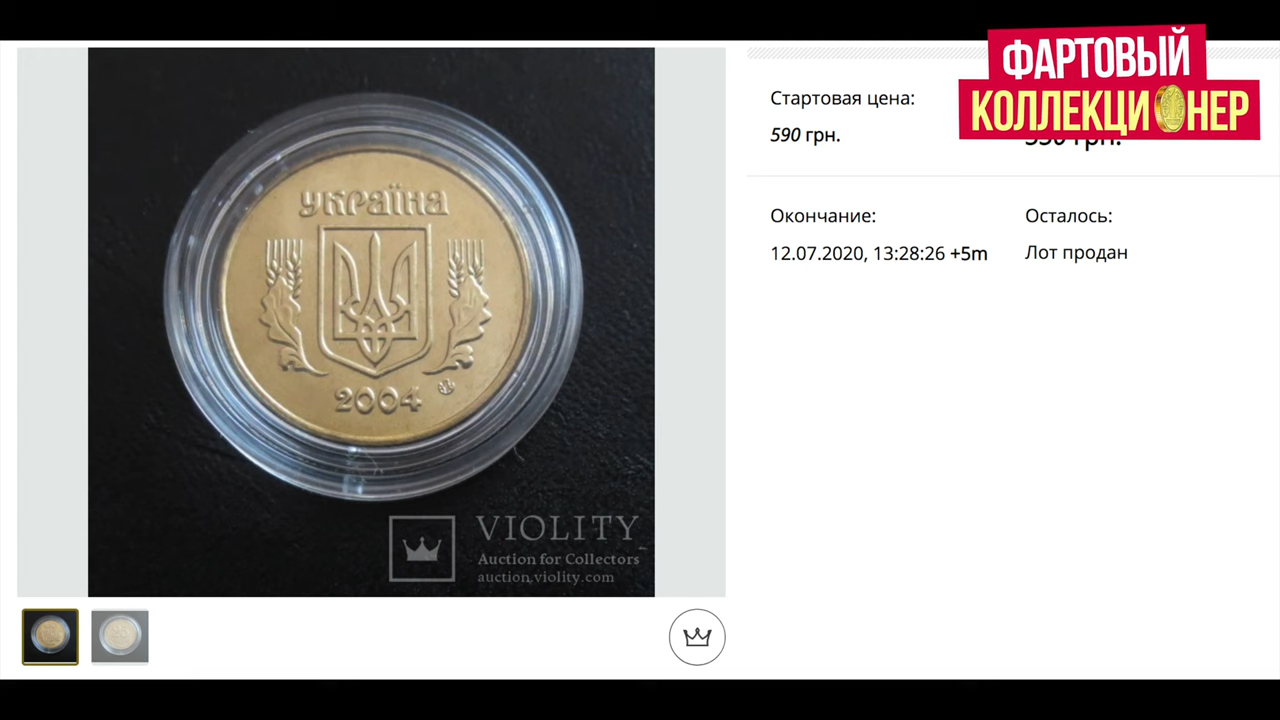 ФАРТОВЫЙ
КОЛЛЕКЦИОНЕР
Стартовая цена:
590 грн.
Окончание:
12.07.2020, 13:28:26 +5m
Осталось:
Лот продан
УКРАЇНА
2004
VIOLITY
Auction for Collectors
auction.violity.com